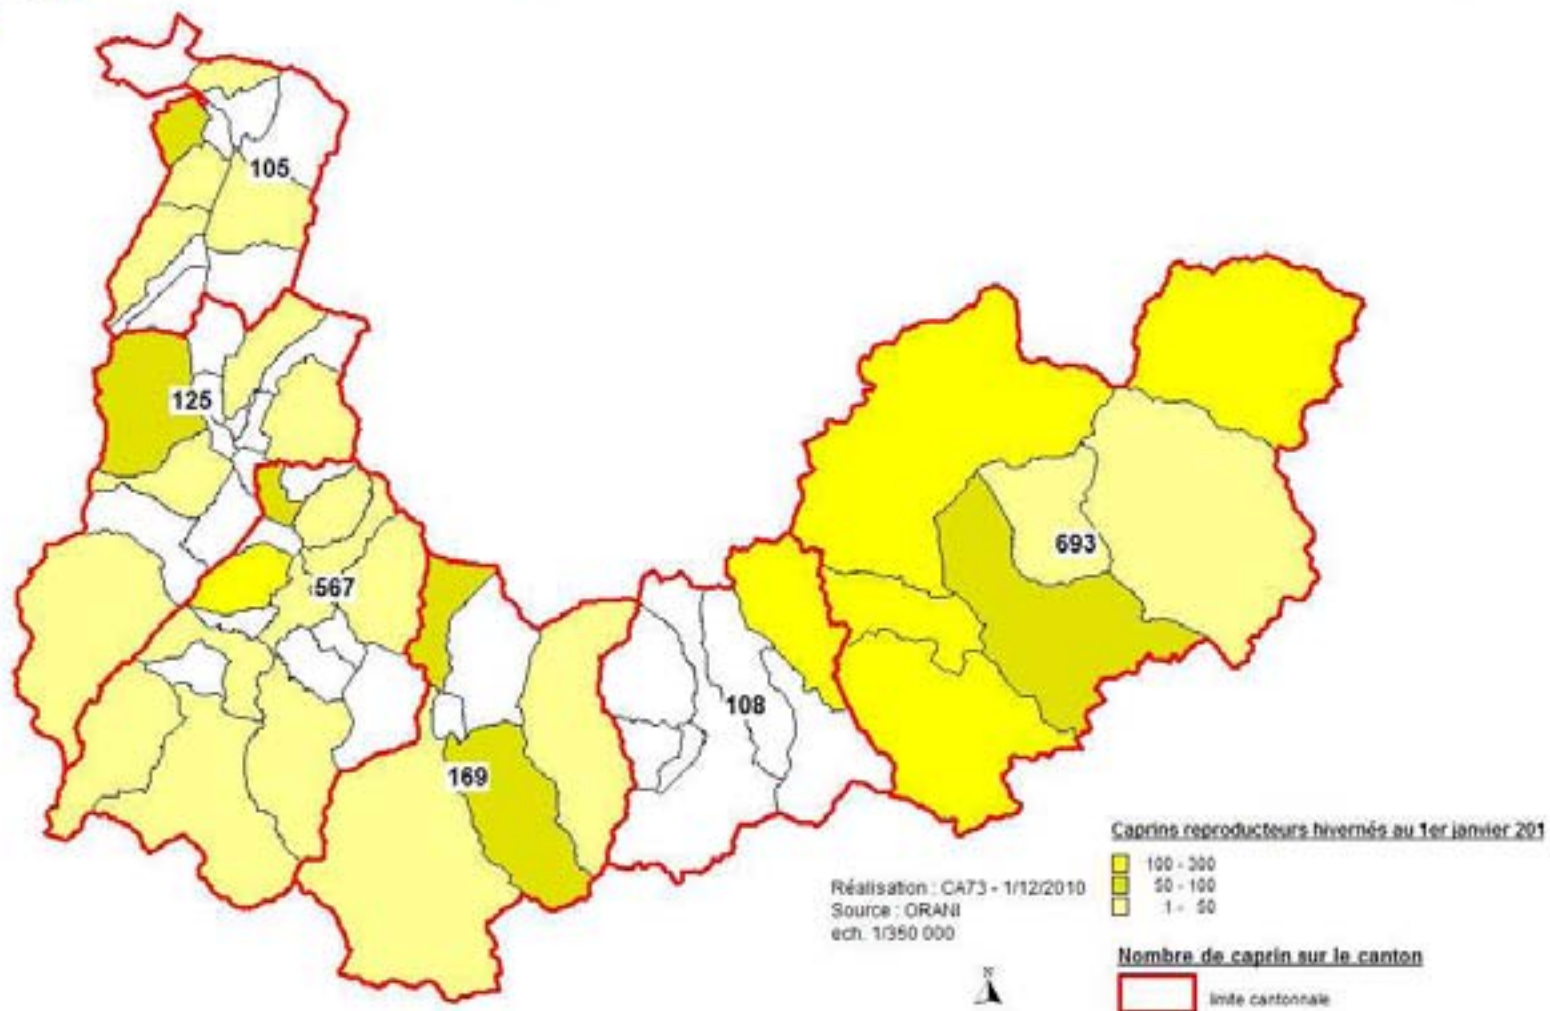 105
125
693
567
108
169
Caprins reproducteurs hivernés au 1er janvier 201
100 - 300
50 - 100
1 - 50
Réalisation : CA73 - 1/12/2010
Source : ORANI
ech. 1/350 000
Nombre de caprin sur le canton
N
limite cantonnale